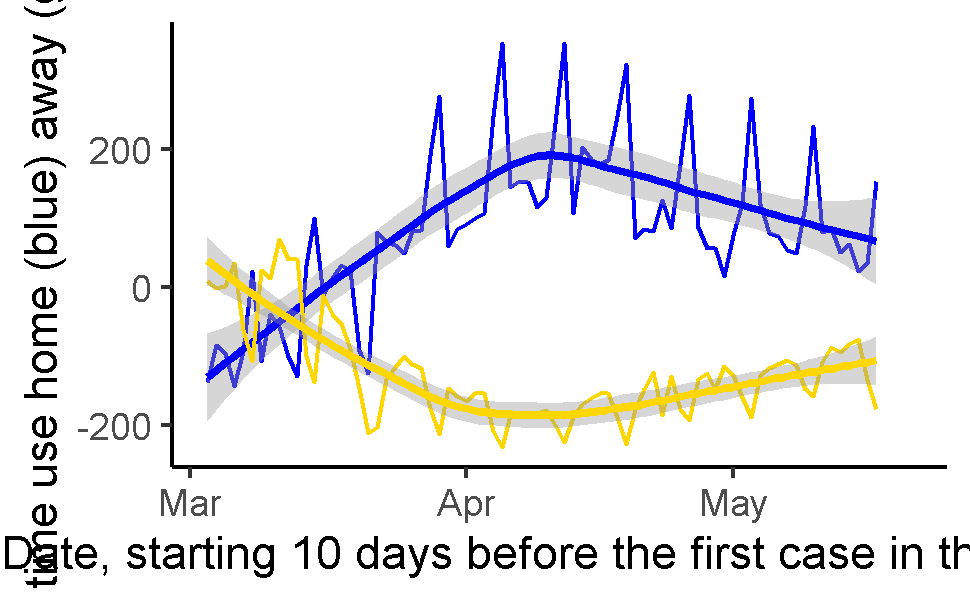 time use home (blue) away (
200
0
-200
Mar Apr May
Date, starting 10 days before the first case in th